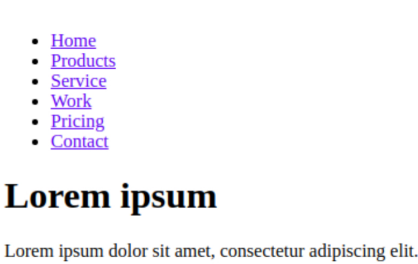 Home
Products
Service
Work
Pricing
Contact
Lorem ipsum
Lorem ipsum dolor sit amet, consectetur adipiscing elit.